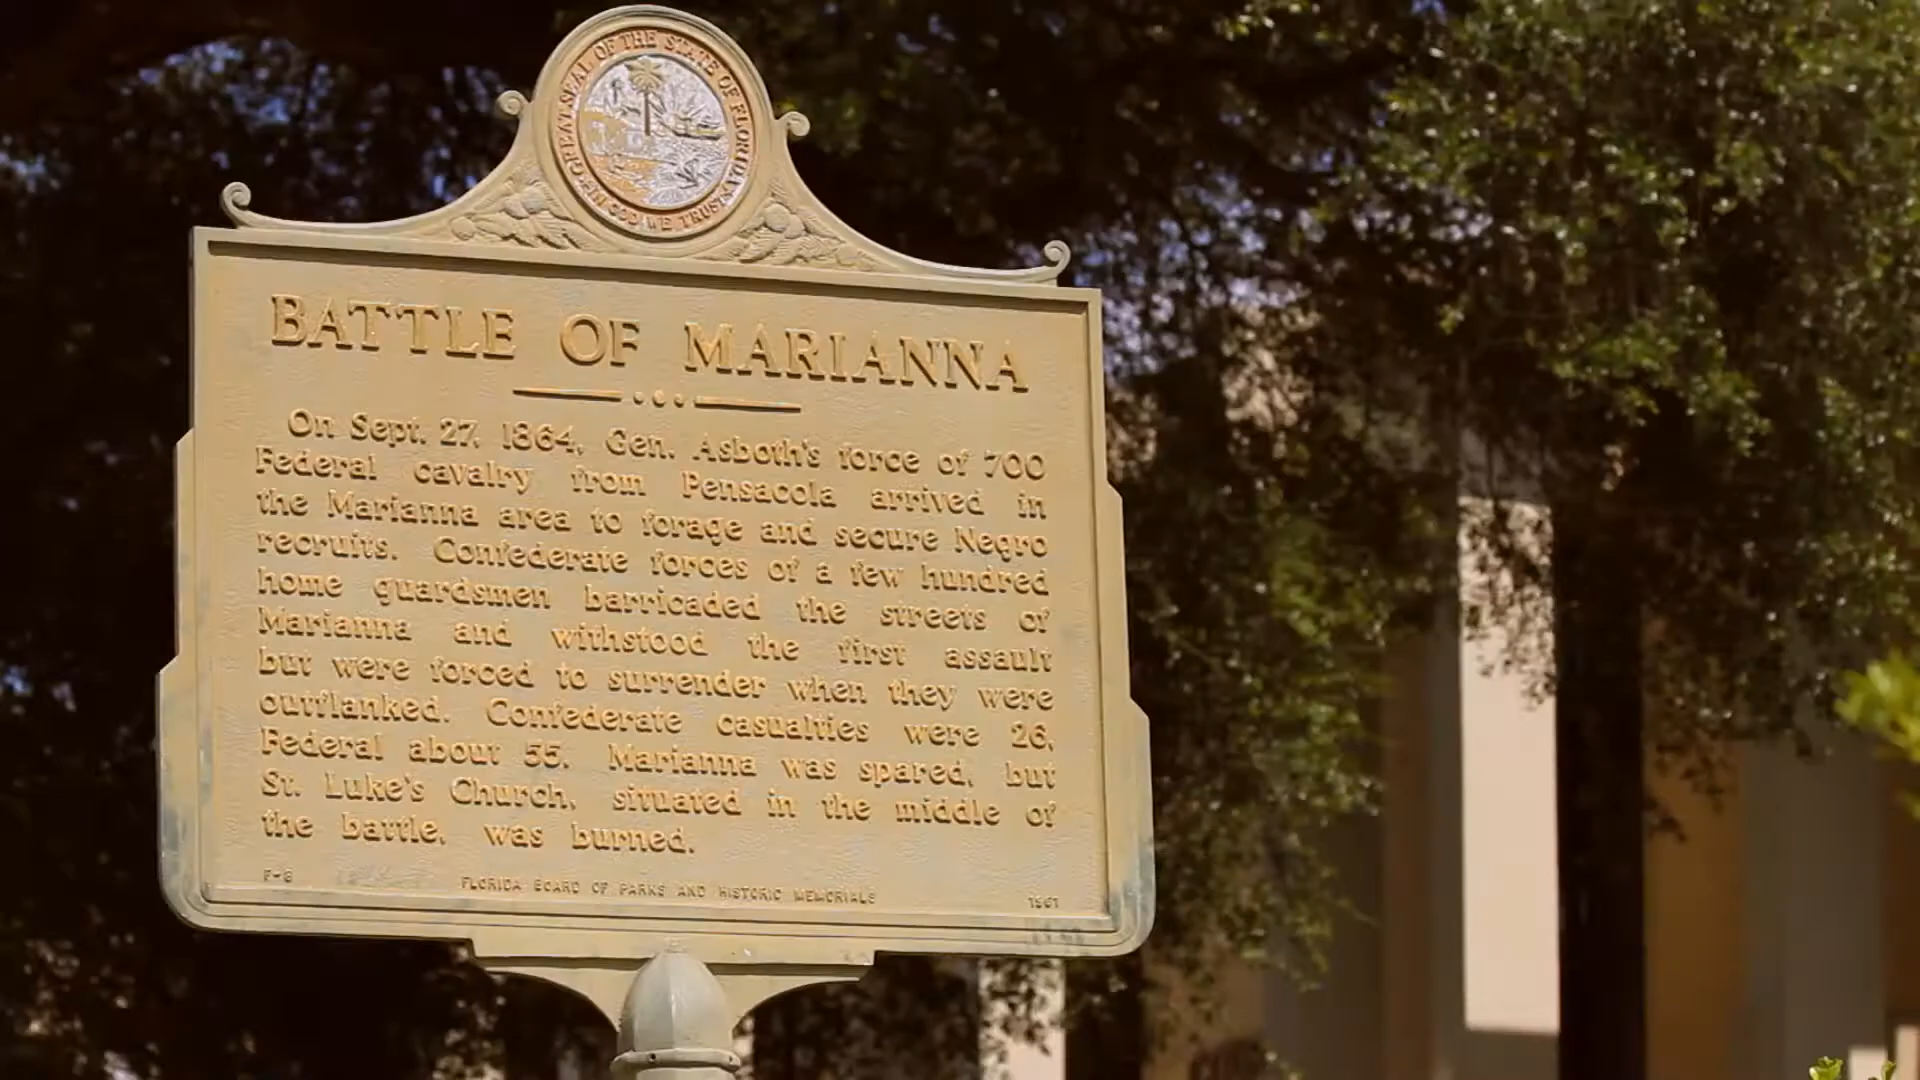 GREAT SEAL OF THE STATE OF FLORIDA
IN GOD WE TRUST
BATTLE OF MARIANNA
On Sept. 27, 1864, Gen. Asboth's force of 700
Federal cavalry from Pensacola arrived in
the Marianna area to forage and secure Negro
recruits. Confederate forces of a few hundred
home guardsmen barricaded the streets of
Marianna and withstood the first assault
but were forced to surrender when they were
outflanked. Confederate casualties were 26,
Federal about 55. Marianna was spared, but
St. Luke's Church, situated in the middle of
the battle, was burned.
F-8 FLORIDA BOARD OF PARKS AND HISTORIC MEMORIALS 1961